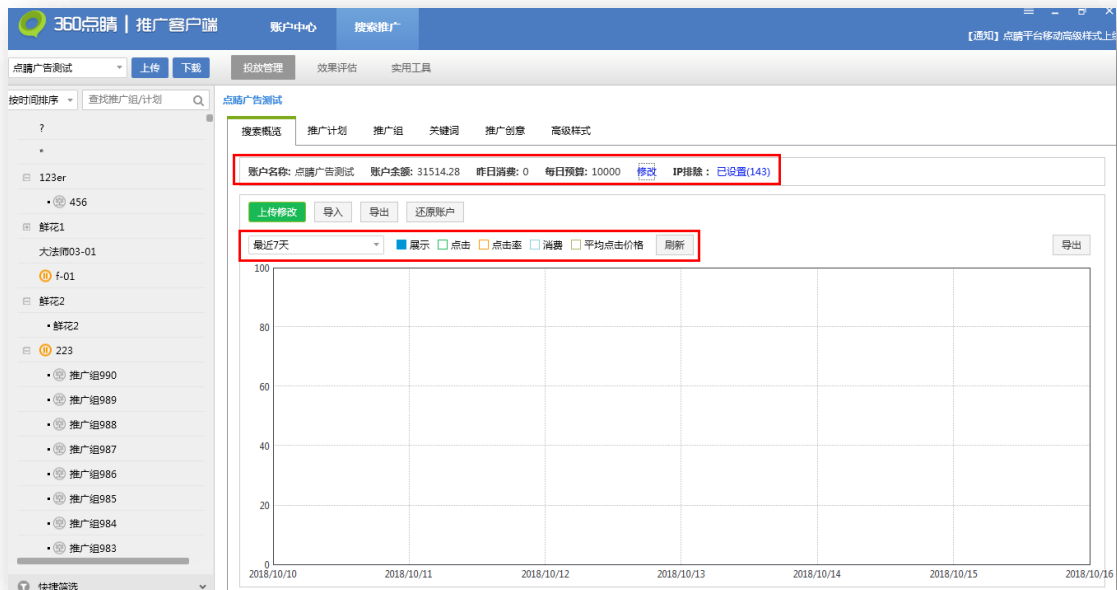 360点睛 | 推广客户端
账户中心 搜索推广
【通知】点睛平台移动高级样式上线
点睛广告测试 上传 下载 投放管理 效果评估 实用工具
按时间排序 查找推广组/计划
点睛广告测试
搜索概览 推广计划 推广组 关键词 推广创意 高级样式
账户名称: 点睛广告测试 账户余额: 31514.28 昨日消费: 0 每日预算: 10000 修改 IP排除： 已设置(143)
上传修改 导入 导出 还原账户
最近7天 展示 点击 点击率 消费 平均点击价格 刷新 导出
?
*
123er
456
鲜花1
大法师03-01
f-01
鲜花2
鲜花2
223
推广组990
推广组989
推广组988
推广组987
推广组986
推广组985
推广组984
推广组983
快捷筛选
100
80
60
40
20
0
2018/10/10 2018/10/11 2018/10/12 2018/10/13 2018/10/14 2018/10/15 2018/10/16